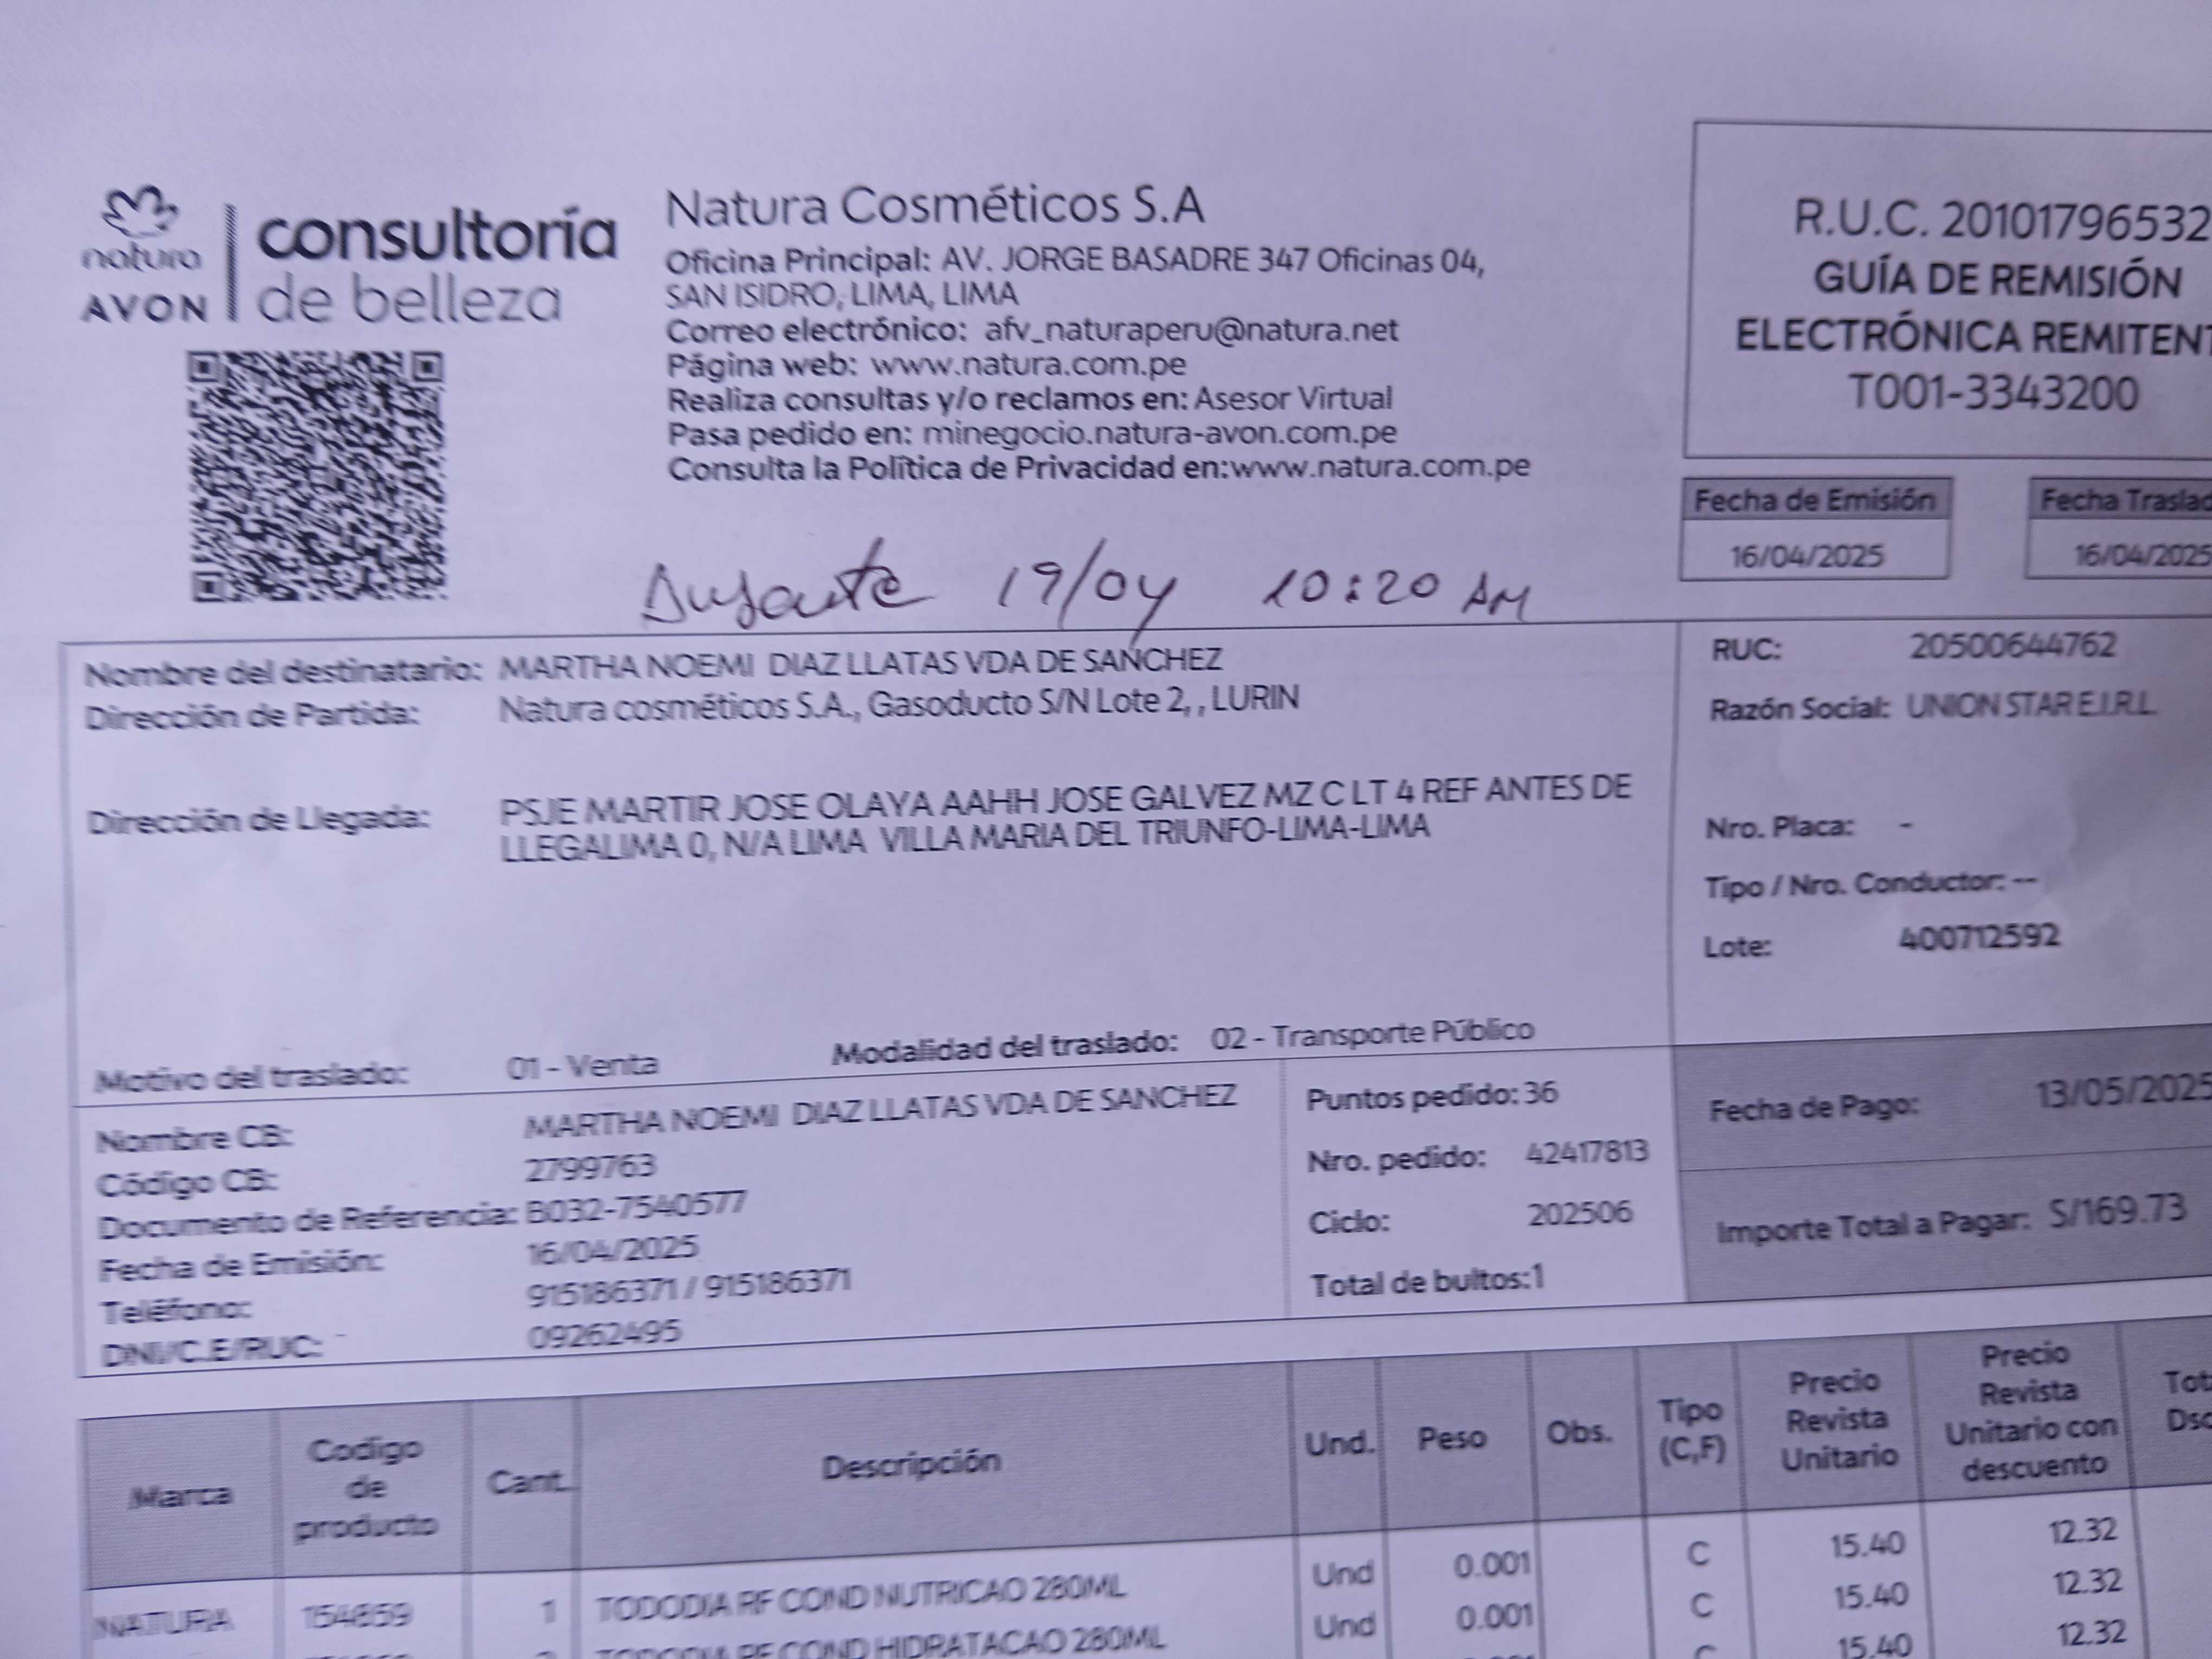 natura
AVON
consultoría
de belleza
Natura Cosméticos S.A
Oficina Principal: AV. JORGE BASADRE 347 Oficinas 04,
SAN ISIDRO, LIMA, LIMA
Correo electrónico: afv_naturaperu@natura.net
Página web: www.natura.com.pe
Realiza consultas y/o reclamos en: Asesor Virtual
Pasa pedido en: minegocio.natura-avon.com.pe
Consulta la Política de Privacidad en:www.natura.com.pe
R.U.C. 20101796532
GUÍA DE REMISIÓN
ELECTRÓNICA REMITENT
T001-3343200
Fecha de Emisión Fecha Traslad
16/04/2025 16/04/2025
19/04 10:20 AM
Nombre del destinatario: MARTHA NOEMI DIAZ LLATAS VDA DE SANCHEZ
Dirección de Partida: Natura cosméticos S.A., Gasoducto S/N Lote 2, , LURIN
Dirección de Llegada: PSJE MARTIR JOSE OLAYA AAHH JOSE GALVEZ MZ C LT 4 REF ANTES DE
LLEGALIMA 0, N/A LIMA VILLA MARIA DEL TRIUNFO-LIMA-LIMA
Motivo del traslado: 01 - Venta Modalidad del traslado: 02 - Transporte Público
RUC: 20500644762
Razón Social: UNION STAR E.I.R.L.
Nro. Placa: -
Tipo / Nro. Conductor: --
Lote: 400712592
Nombre CB: MARTHA NOEMI DIAZ LLATAS VDA DE SANCHEZ
Código CB: 2799763
Documento de Referencia: B032-7540577
Fecha de Emisión: 16/04/2025
Teléfono: 915186371 / 915186371
DNI/C.E/RUC: 09262495
Puntos pedido: 36
Nro. pedido: 42417813
Ciclo: 202506
Total de bultos:1
Fecha de Pago: 13/05/2025
Importe Total a Pagar: S/169.73
Marca
Codigo
de
producto
Cant.
Descripción
Und.
Peso
Obs.
Tipo
(C,F)
Precio
Revista
Unitario
Precio
Revista
Unitario con
descuento
Tot
Dsc
NATURA 154859 1 TODODIA RF COND NUTRICAO 280ML Und 0.001 C 15.40 12.32
TODODIA RF COND HIDRATACAO 280ML Und 0.001 C 15.40 12.32
15.40 12.32